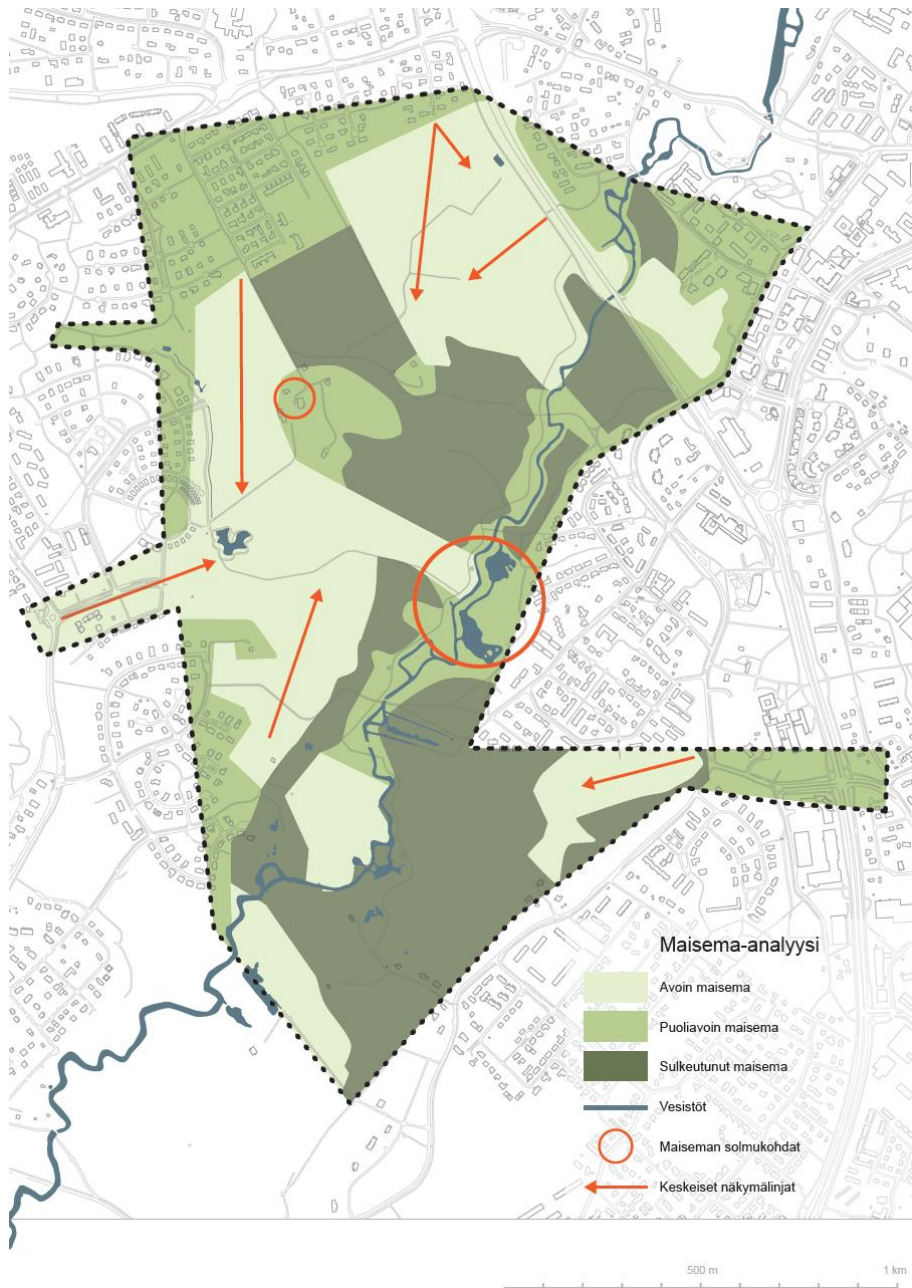 Maisema-analyysi
Avoin maisema
Puoliavoin maisema
Sulkeutunut maisema
Vesistöt
Maiseman solmukohdat
Keskeiset näkymälinjat
500 m
1 km